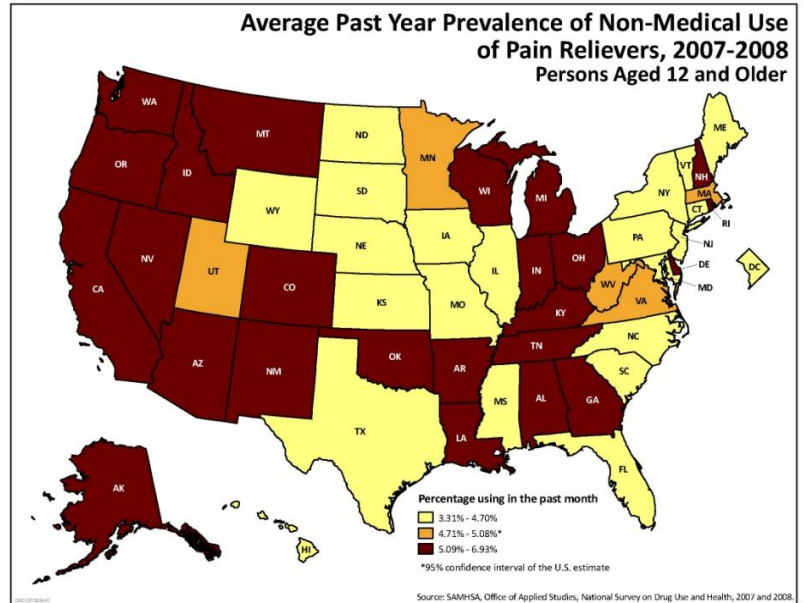 Average Past Year Prevalence of Non-Medical Use
of Pain Relievers, 2007-2008
Persons Aged 12 and Older
WA
MT
ND
MN
ME
OR
ID
SD
WI
MI
VT
NH
NY
MA
CT
RI
WY
IA
PA
NJ
NE
NV
UT
IL
IN
OH
DE
DC
CA
CO
KS
MO
WV
MD
VA
KY
NC
TN
AZ
NM
OK
AR
SC
MS
AL
GA
TX
LA
FL
AK
HI
Percentage using in the past month
3.31% - 4.70%
4.71% - 5.08%*
5.09% - 6.93%
*95% confidence interval of the U.S. estimate
Source: SAMHSA, Office of Applied Studies, National Survey on Drug Use and Health, 2007 and 2008.